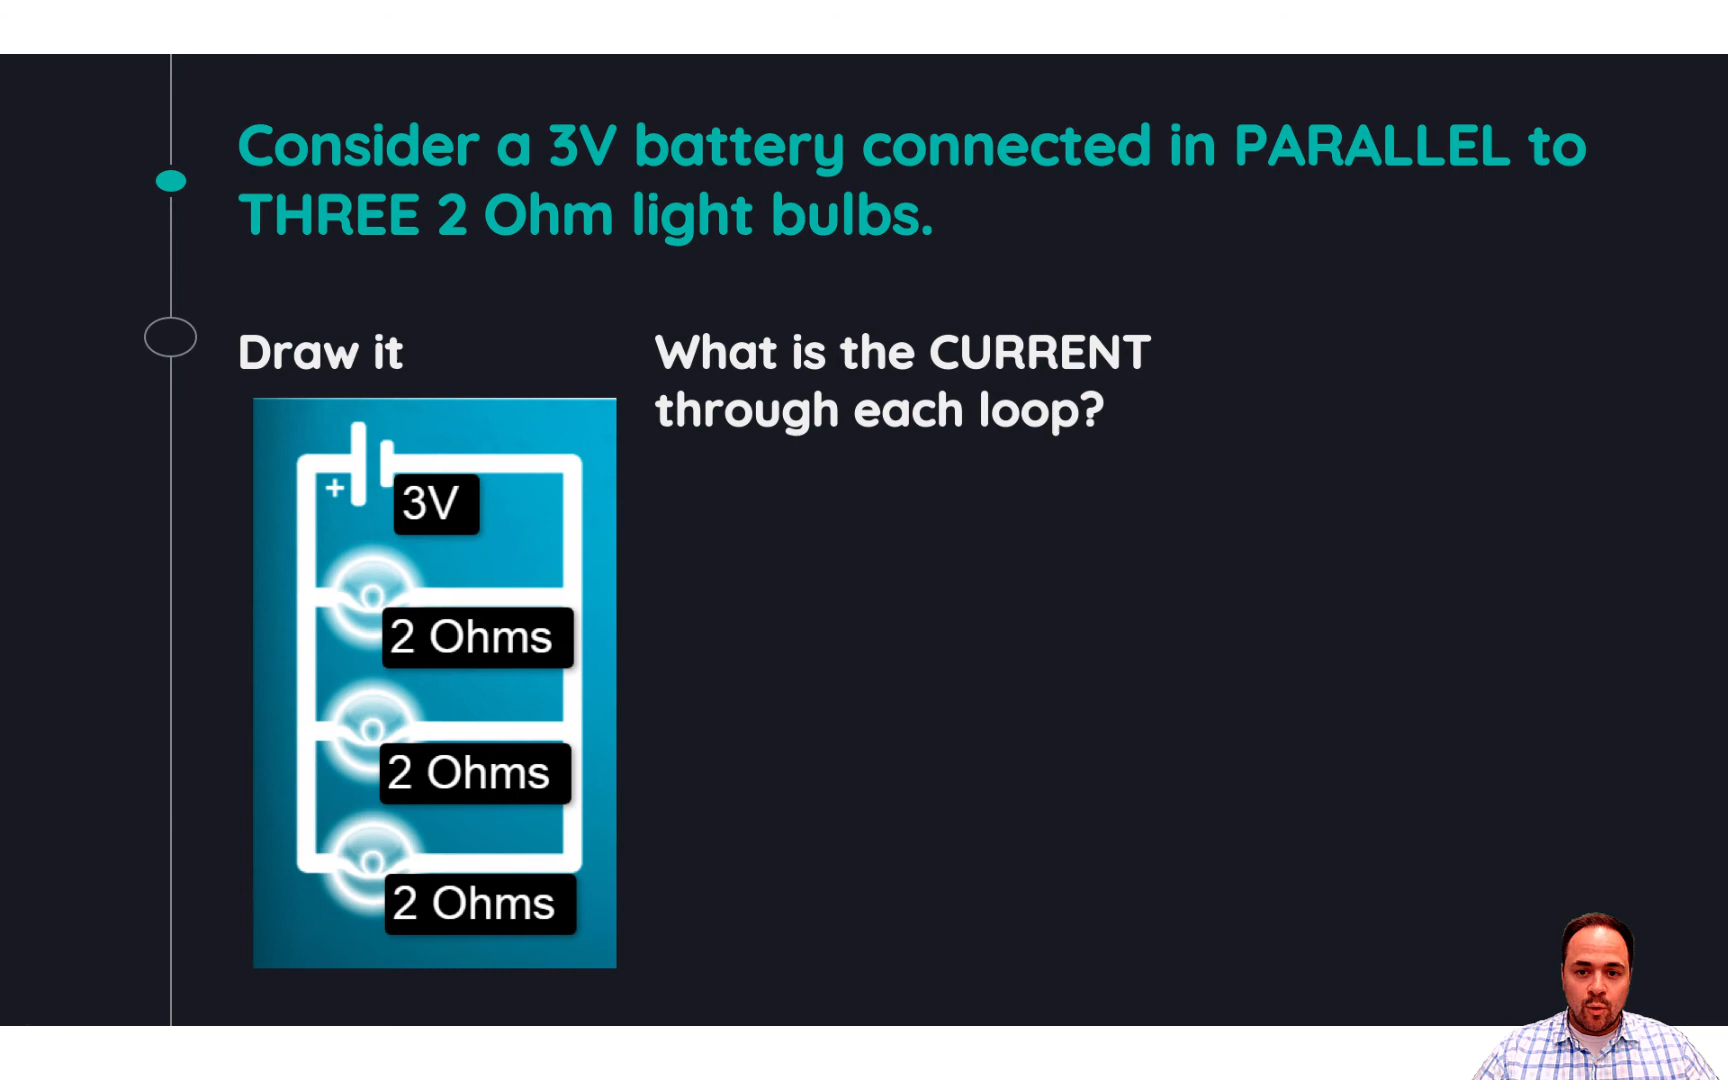 Consider a 3V battery connected in PARALLEL to
THREE 2 Ohm light bulbs.
Draw it
What is the CURRENT
through each loop?
+
3V
2 Ohms
2 Ohms
2 Ohms